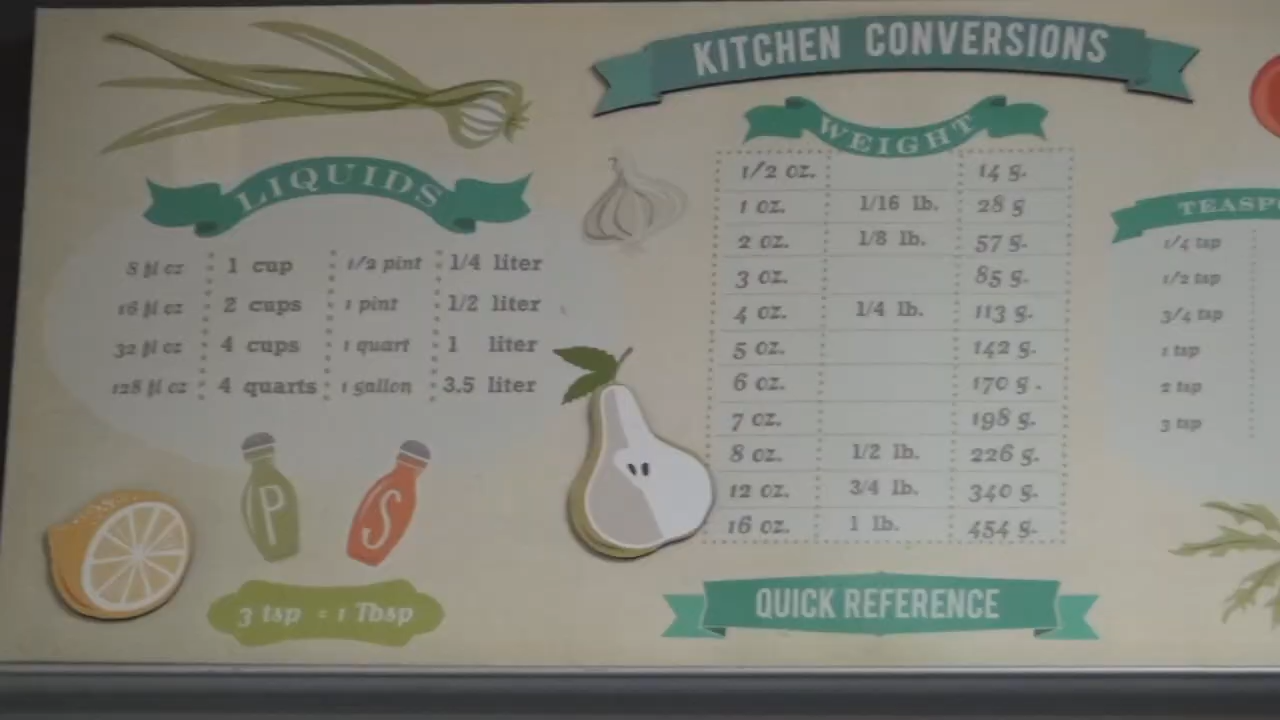 KITCHEN CONVERSIONS
LIQUIDS
8 fl oz 1 cup 1/2 pint 1/4 liter
16 fl oz 2 cups 1 pint 1/2 liter
32 fl oz 4 cups 1 quart 1 liter
128 fl oz 4 quarts 1 gallon 3.5 liter
P
S
3 tsp = 1 Tbsp
WEIGHT
1/2 oz. 14 g.
1 oz. 1/16 lb. 28 g
2 oz. 1/8 lb. 57 g.
3 oz. 85 g.
4 oz. 1/4 lb. 113 g.
5 oz. 142 g.
6 oz. 170 g.
7 oz. 198 g.
8 oz. 1/2 lb. 226 g.
12 oz. 3/4 lb. 340 g.
16 oz. 1 lb. 454 g.
QUICK REFERENCE
TEASP
1/4 tsp
1/2 tsp
3/4 tsp
1 tsp
2 tsp
3 tsp